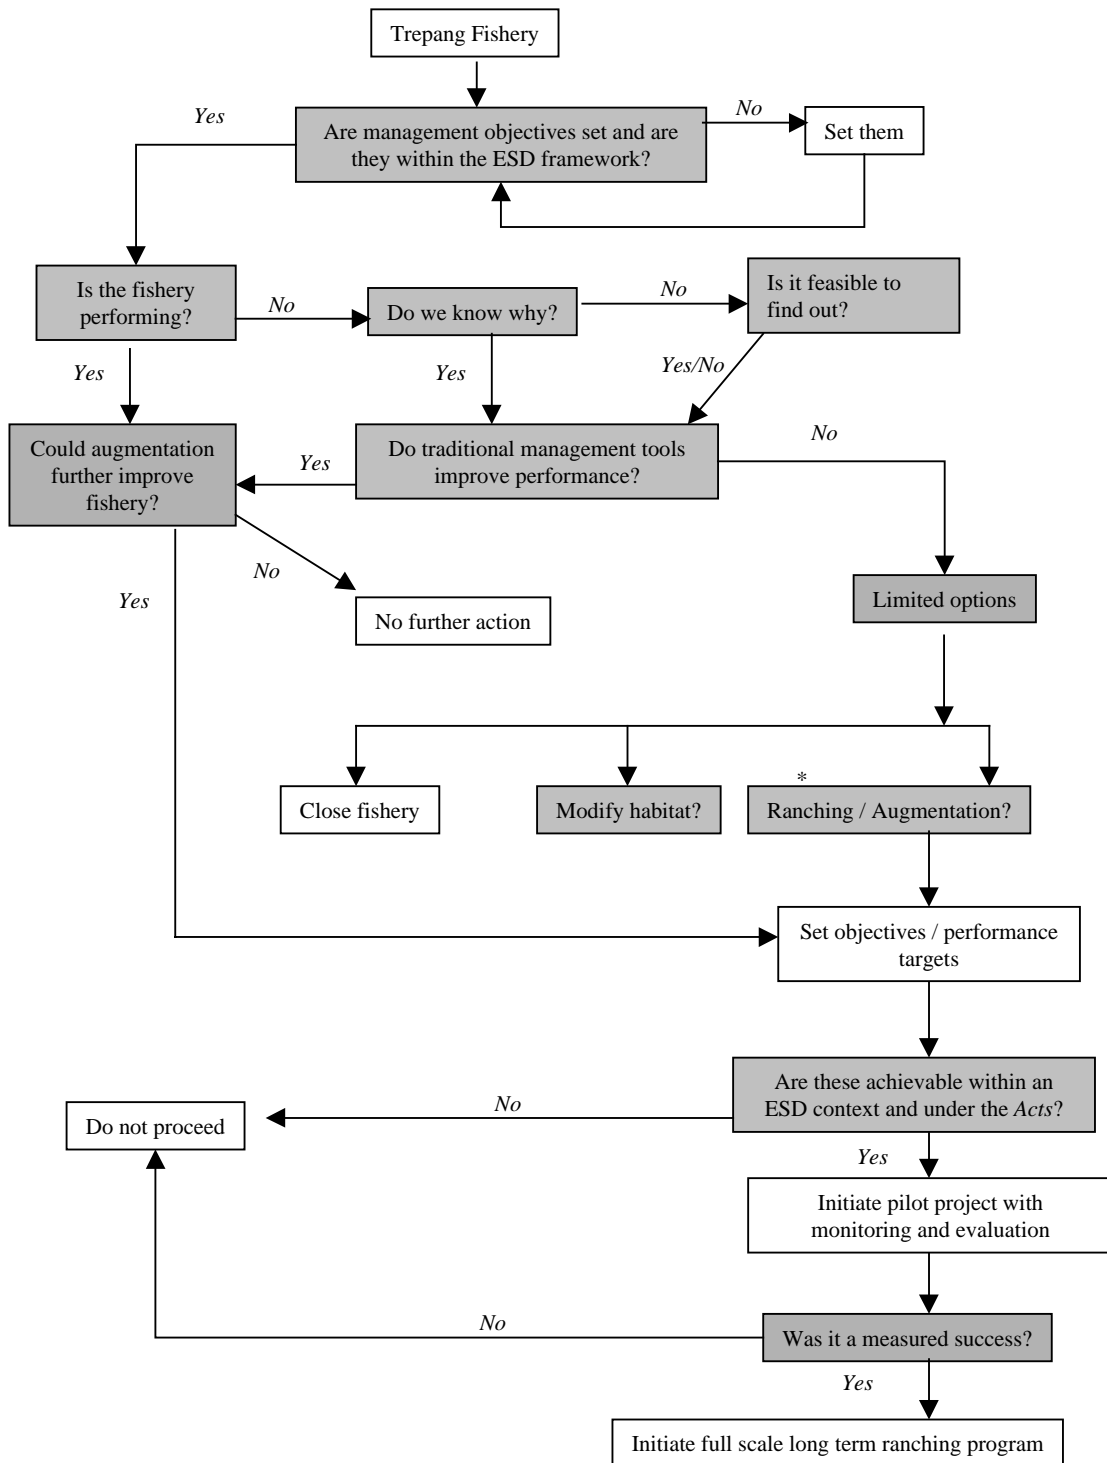 Trepang Fishery
Yes
Are management objectives set and are
they within the ESD framework?
No
Set them
Is the fishery
performing?
No
Do we know why?
No
Is it feasible to
find out?
Yes
Yes
Yes/No
Could augmentation
further improve
fishery?
Yes
Do traditional management tools
improve performance?
No
Yes
No
No further action
Limited options
Close fishery
Modify habitat?
*
Ranching / Augmentation?
Set objectives / performance
targets
Are these achievable within an
ESD context and under the Acts?
No
Do not proceed
Yes
Initiate pilot project with
monitoring and evaluation
No
Was it a measured success?
Yes
Initiate full scale long term ranching program